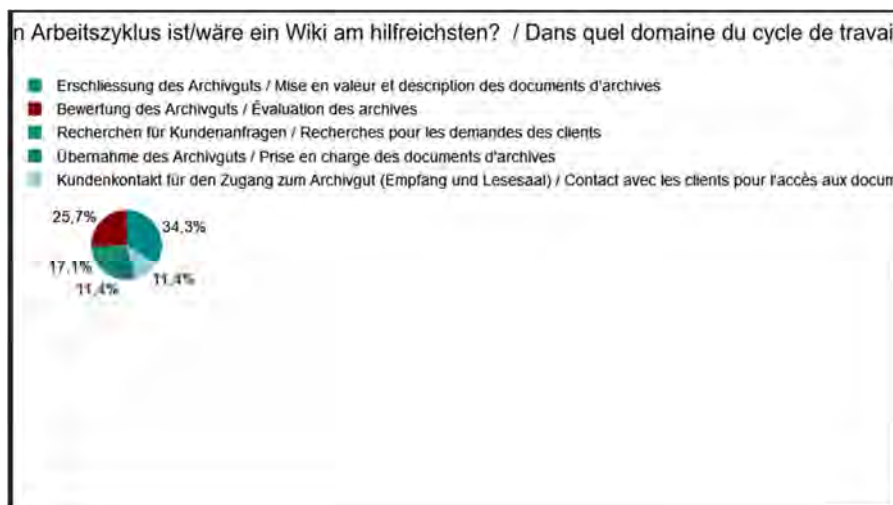 n Arbeitszyklus ist/wäre ein Wiki am hilfreichsten? / Dans quel domaine du cycle de travai
Erschliessung des Archivguts / Mise en valeur et description des documents d'archives
Bewertung des Archivguts / Évaluation des archives
Recherchen für Kundenanfragen / Recherches pour les demandes des clients
Übernahme des Archivguts / Prise en charge des documents d'archives
Kundenkontakt für den Zugang zum Archivgut (Empfang und Lesesaal) / Contact avec les clients pour l'accès aux docum
25,7%
34,3%
17,1%
11,4%
11,4%